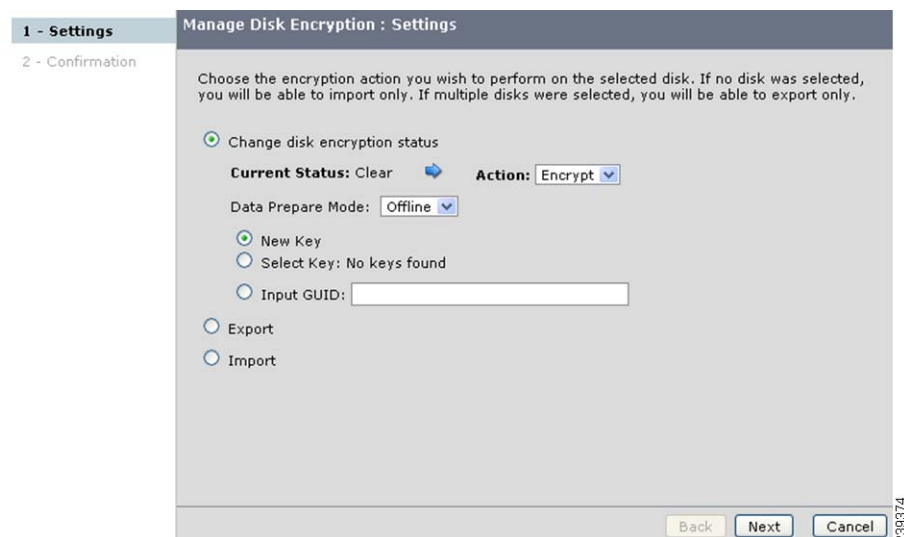 1 - Settings
2 - Confirmation
Manage Disk Encryption : Settings
Choose the encryption action you wish to perform on the selected disk. If no disk was selected,
you will be able to import only. If multiple disks were selected, you will be able to export only.
Change disk encryption status
Current Status: Clear Action: Encrypt
Data Prepare Mode: Offline
New Key
Select Key: No keys found
Input GUID:
Export
Import
Back Next Cancel